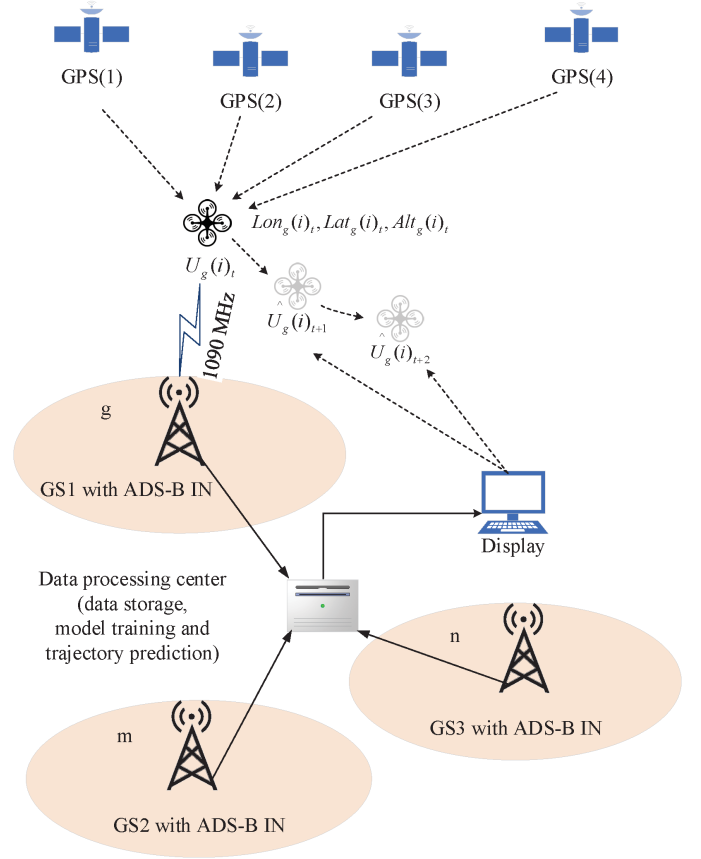 GPS(1)
GPS(2)
GPS(3)
GPS(4)
Lon_g(i)_t, Lat_g(i)_t, Alt_g(i)_t
U_g(i)_t
Û_g(i)_{t+1}
Û_g(i)_{t+2}
1090 MHz
g
GS1 with ADS-B IN
Display
Data processing center
(data storage,
model training and
trajectory prediction)
n
GS3 with ADS-B IN
m
GS2 with ADS-B IN